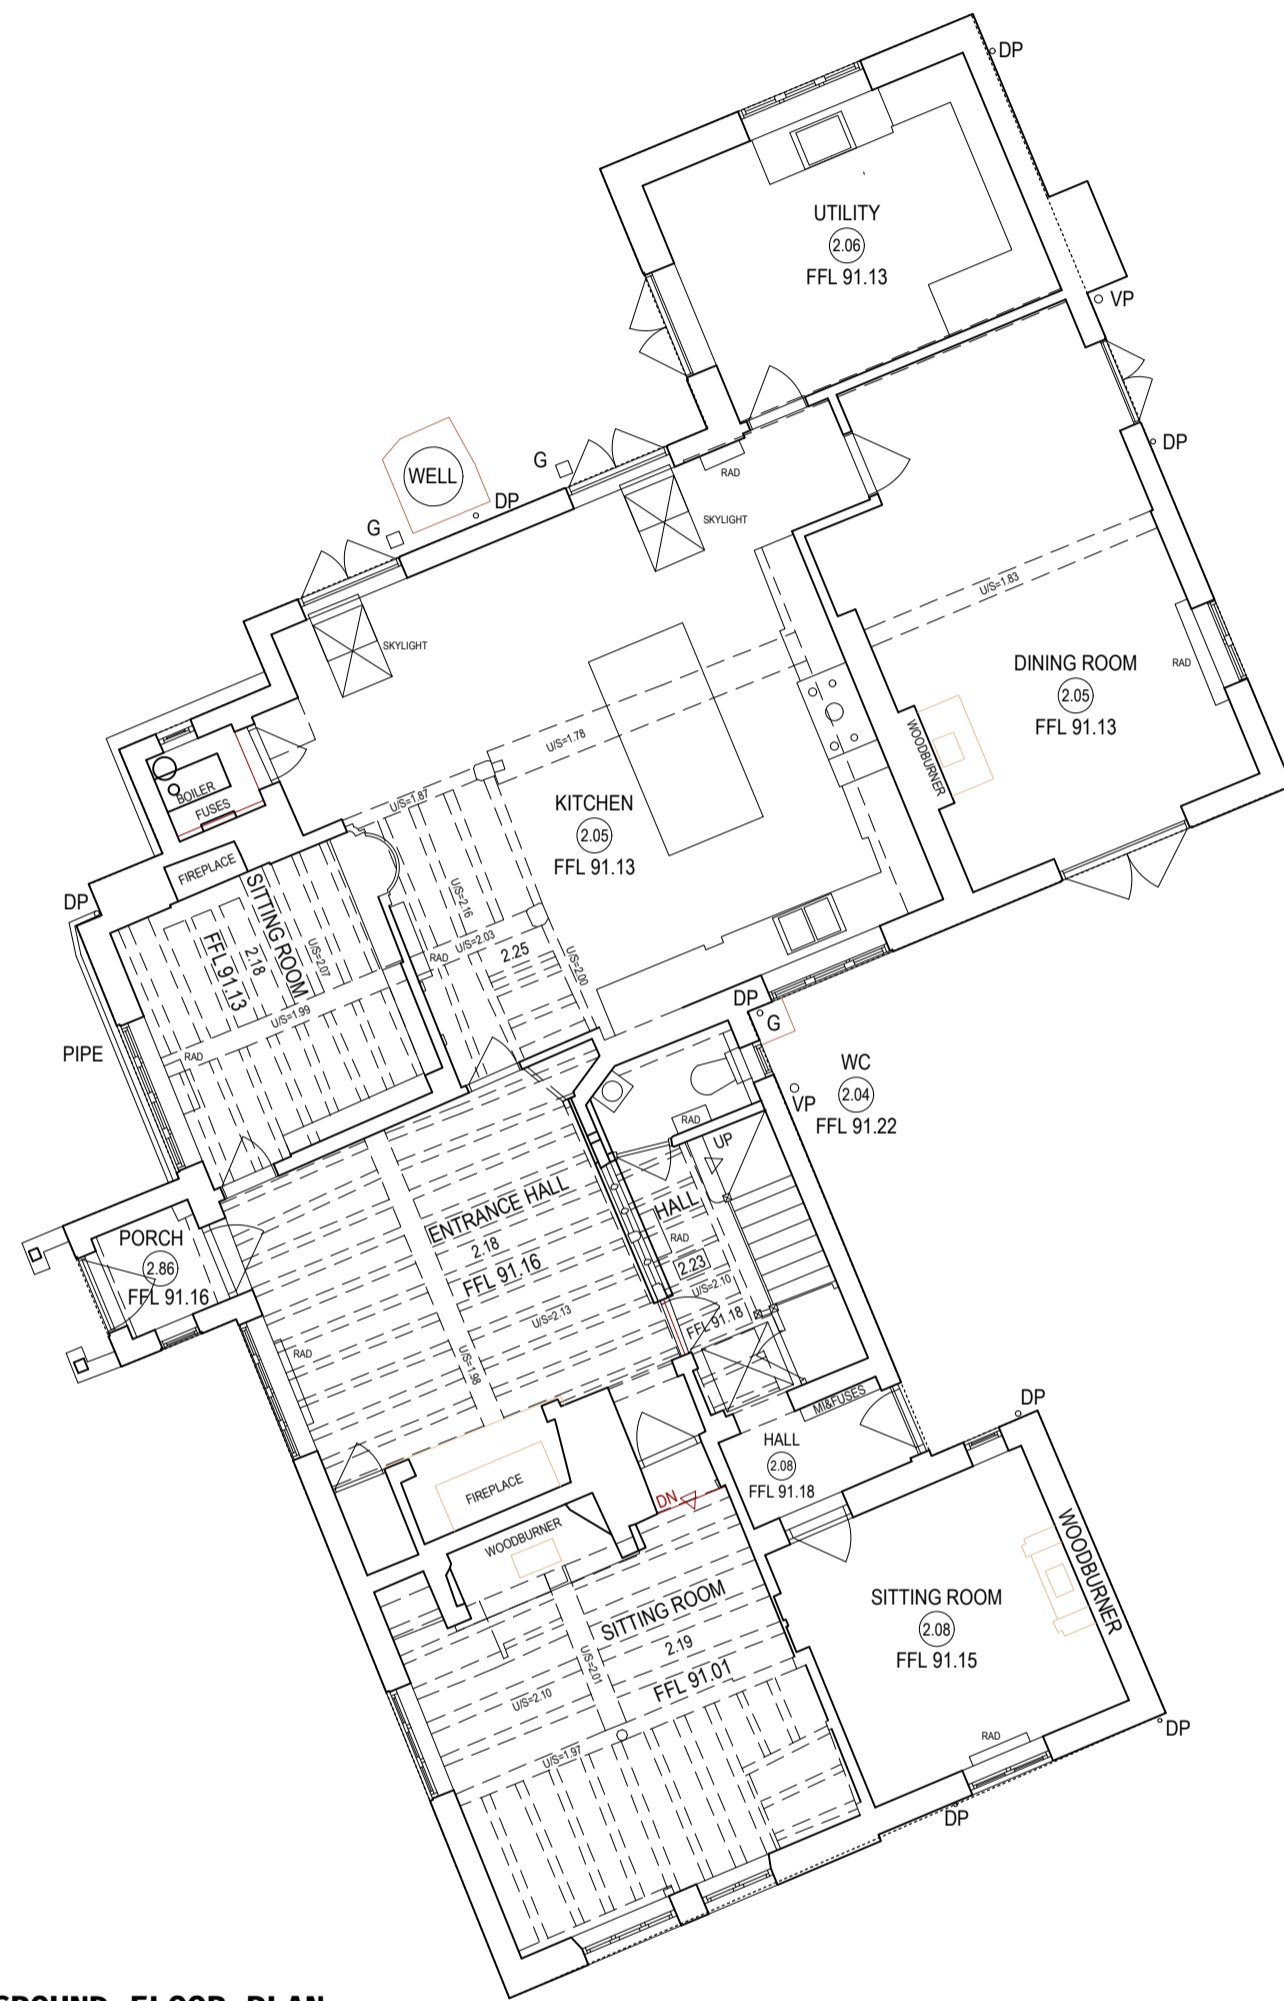 DP
UTILITY
2.06
FFL 91.13
VP
WELL
G
DP
G
RAD
SKYLIGHT
SKYLIGHT
DP
U/S=1.83
DINING ROOM
2.05
FFL 91.13
RAD
WOODBURNER
U/S=1.78
U/S=1.87
KITCHEN
2.05
FFL 91.13
BOILER
FUSES
FIREPLACE
DP
SITTING ROOM
2.18
FFL 91.13
U/S=2.07
U/S=1.99
RAD
PIPE
U/S=2.16
U/S=2.03
RAD
2.25
U/S=2.00
DP
G
WC
2.04
FFL 91.22
VP
RAD
UP
HALL
RAD
2.23
U/S=2.10
FFL 91.18
ENTRANCE HALL
2.18
FFL 91.16
U/S=2.13
U/S=1.98
PORCH
2.86
FFL 91.16
RAD
MI&FUSES
HALL
2.08
FFL 91.18
DP
FIREPLACE
DN
WOODBURNER
SITTING ROOM
2.19
FFL 91.01
U/S=2.01
U/S=2.10
U/S=1.97
SITTING ROOM
2.08
FFL 91.15
WOODBURNER
RAD
DP
DP
GROUND FLOOR PLAN